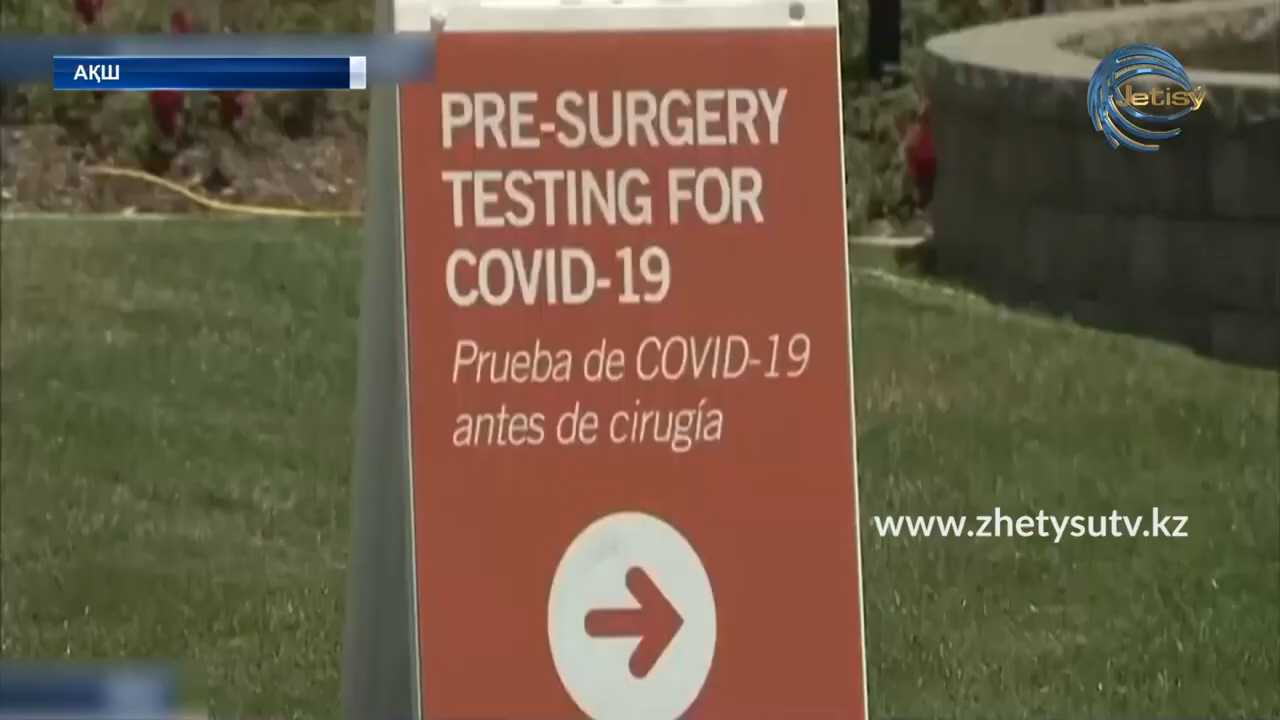 АҚШ
Jetisý
PRE-SURGERY
TESTING FOR
COVID-19
Prueba de COVID-19
antes de cirugía
www.zhetysutv.kz